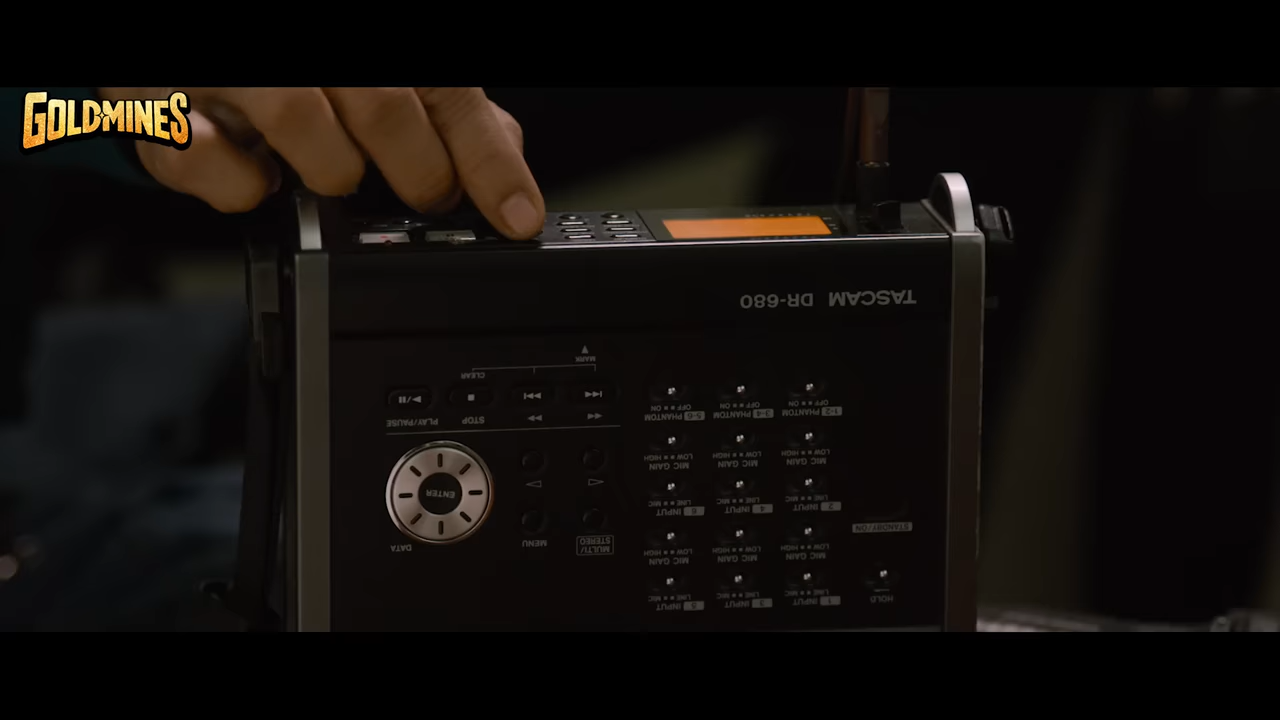 GOLDMINES
TASCAM DR-680
MARK
CLEAR
PLAY/PAUSE
STOP
ENTER
DATA
MENU
MULTI/
STEREO
OFF ON OFF ON OFF ON
5-6 PHANTOM 3-4 PHANTOM 1-2 PHANTOM
LOW HIGH LOW HIGH LOW HIGH
MIC GAIN MIC GAIN MIC GAIN
LINE MIC LINE MIC LINE MIC
6 INPUT 4 INPUT 2 INPUT
STANDBY/ON
LOW HIGH LOW HIGH LOW HIGH
MIC GAIN MIC GAIN MIC GAIN
LINE MIC LINE MIC LINE MIC
5 INPUT 3 INPUT 1 INPUT
HOLD